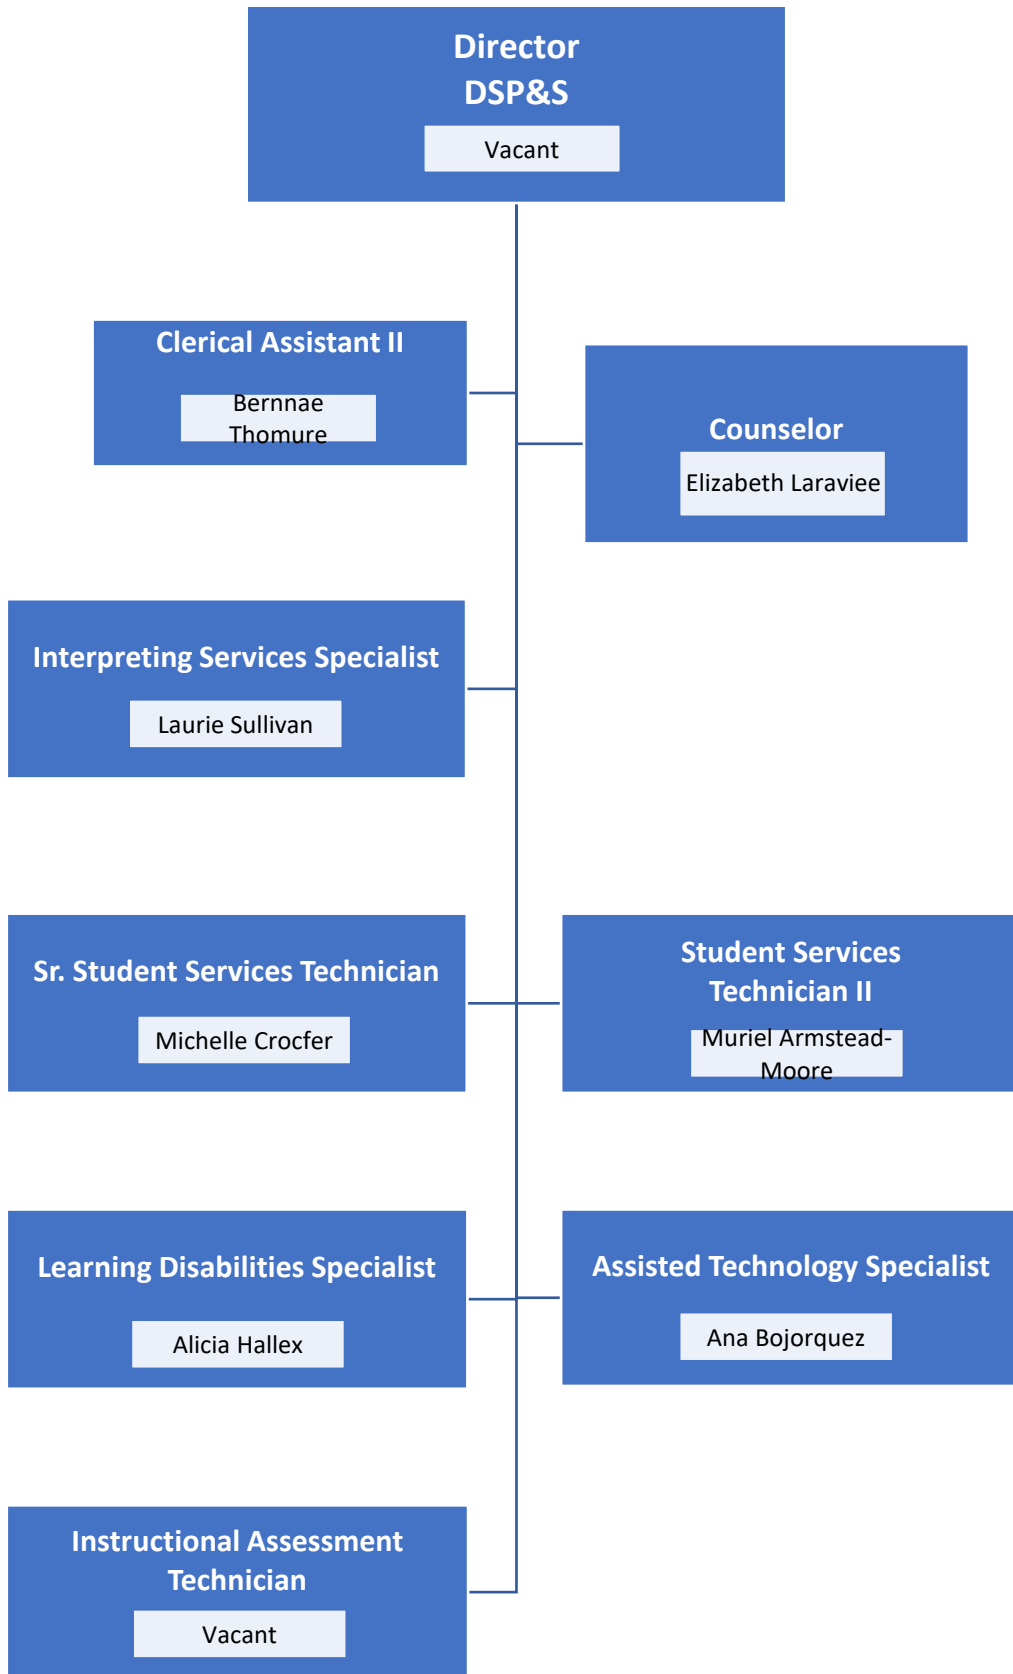 Director
DSP&S
Vacant
Clerical Assistant II
Bernnae
Thomure
Counselor
Elizabeth Laraviee
Interpreting Services Specialist
Laurie Sullivan
Sr. Student Services Technician
Michelle Crocfer
Student Services
Technician II
Muriel Armstead-
Moore
Learning Disabilities Specialist
Alicia Hallex
Assisted Technology Specialist
Ana Bojorquez
Instructional Assessment
Technician
Vacant